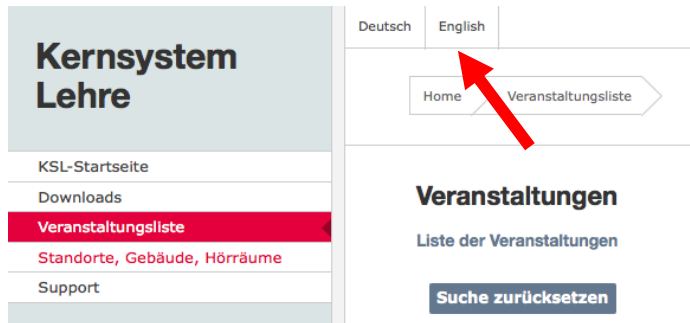 Kernsystem
Lehre
KSL-Startseite
Downloads
Veranstaltungsliste
Standorte, Gebäude, Hörräume
Support
Deutsch English
Home Veranstaltungsliste
Veranstaltungen
Liste der Veranstaltungen
Suche zurücksetzen